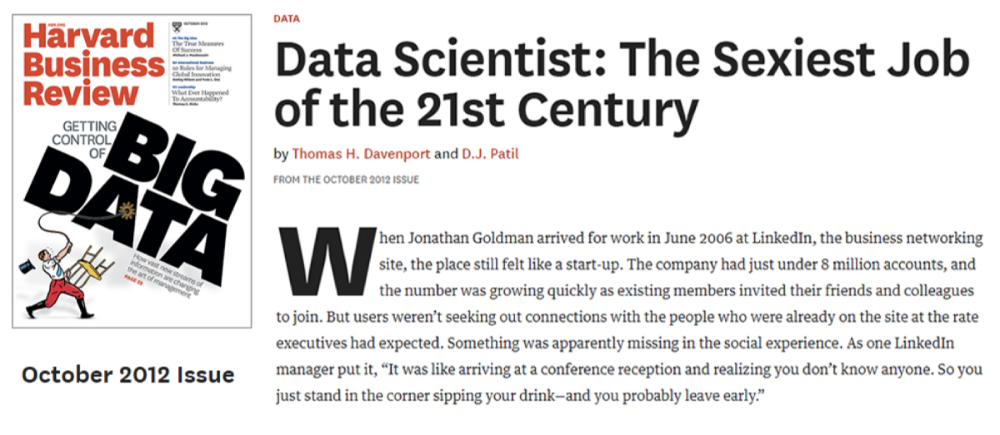 HBR.ORG
Harvard
Business
Review
OCTOBER 2012
The True Measures
Of Success
10 Rules for Managing
Global Innovation
What Ever Happened
To Accountability?
GETTING
CONTROL
OF
BIG
DATA
How vast new streams of
information are changing
the art of management
PAGE 59
October 2012 Issue
DATA
Data Scientist: The Sexiest Job
of the 21st Century
by Thomas H. Davenport and D.J. Patil
FROM THE OCTOBER 2012 ISSUE
When Jonathan Goldman arrived for work in June 2006 at LinkedIn, the business networking
site, the place still felt like a start-up. The company had just under 8 million accounts, and
the number was growing quickly as existing members invited their friends and colleagues
to join. But users weren’t seeking out connections with the people who were already on the site at the rate
executives had expected. Something was apparently missing in the social experience. As one LinkedIn
manager put it, “It was like arriving at a conference reception and realizing you don’t know anyone. So you
just stand in the corner sipping your drink—and you probably leave early.”